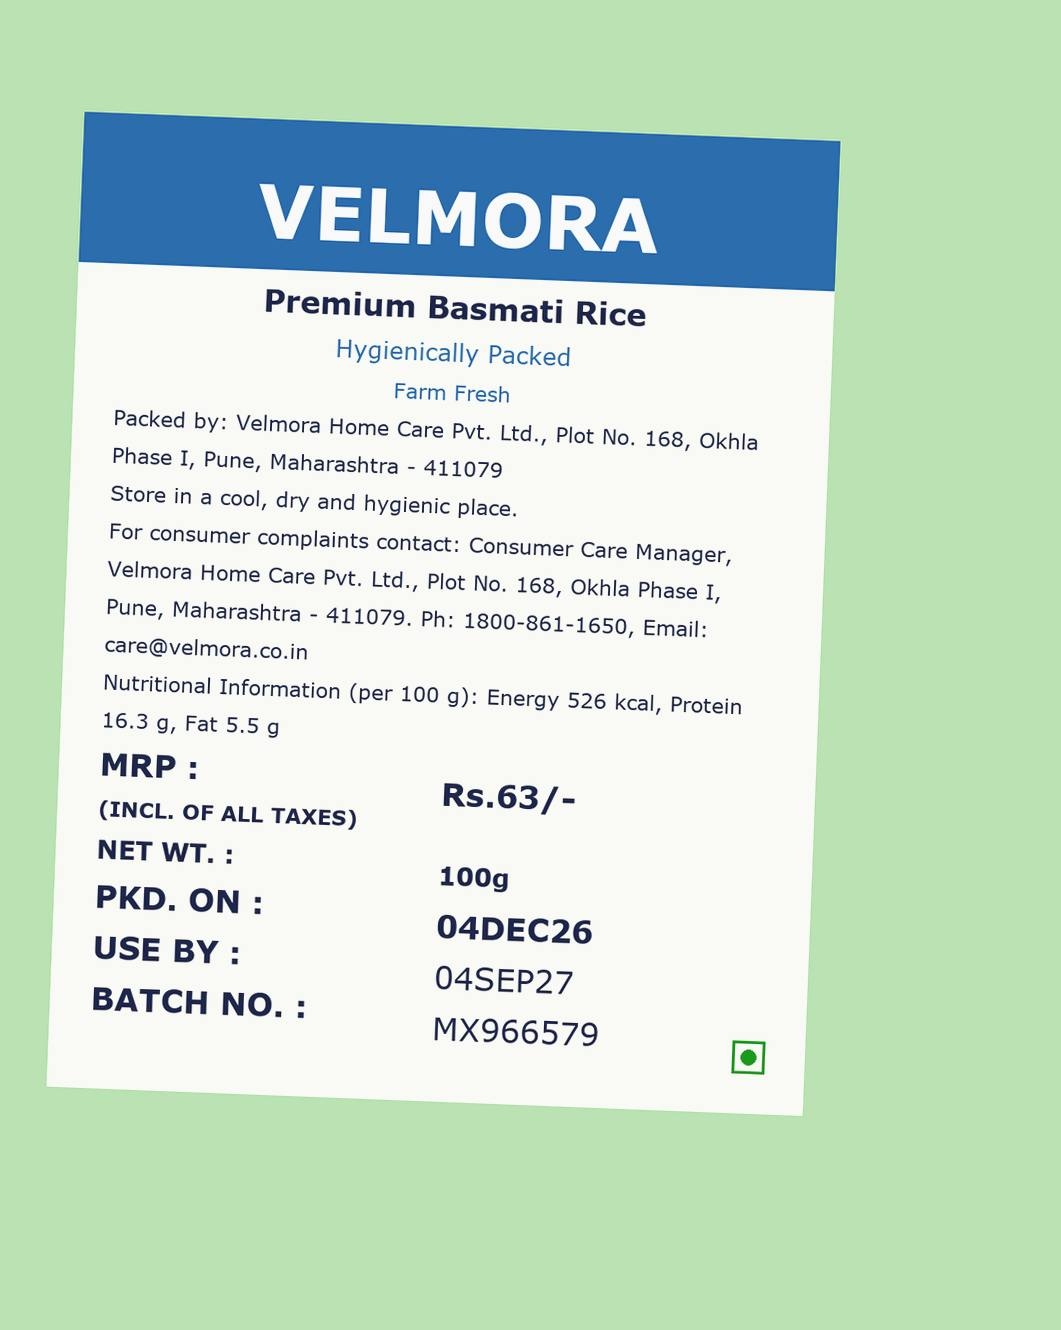 VELMORA
Premium Basmati Rice
Hygienically Packed
Farm Fresh
Packed by: Velmora Home Care Pvt. Ltd., Plot No. 168, Okhla
Phase I, Pune, Maharashtra - 411079
Store in a cool, dry and hygienic place.
For consumer complaints contact: Consumer Care Manager,
Velmora Home Care Pvt. Ltd., Plot No. 168, Okhla Phase I,
Pune, Maharashtra - 411079. Ph: 1800-861-1650, Email:
care@velmora.co.in
Nutritional Information (per 100 g): Energy 526 kcal, Protein
16.3 g, Fat 5.5 g
MRP : Rs.63/-
(INCL. OF ALL TAXES)
NET WT. : 100g
PKD. ON : 04DEC26
USE BY : 04SEP27
BATCH NO. : MX966579